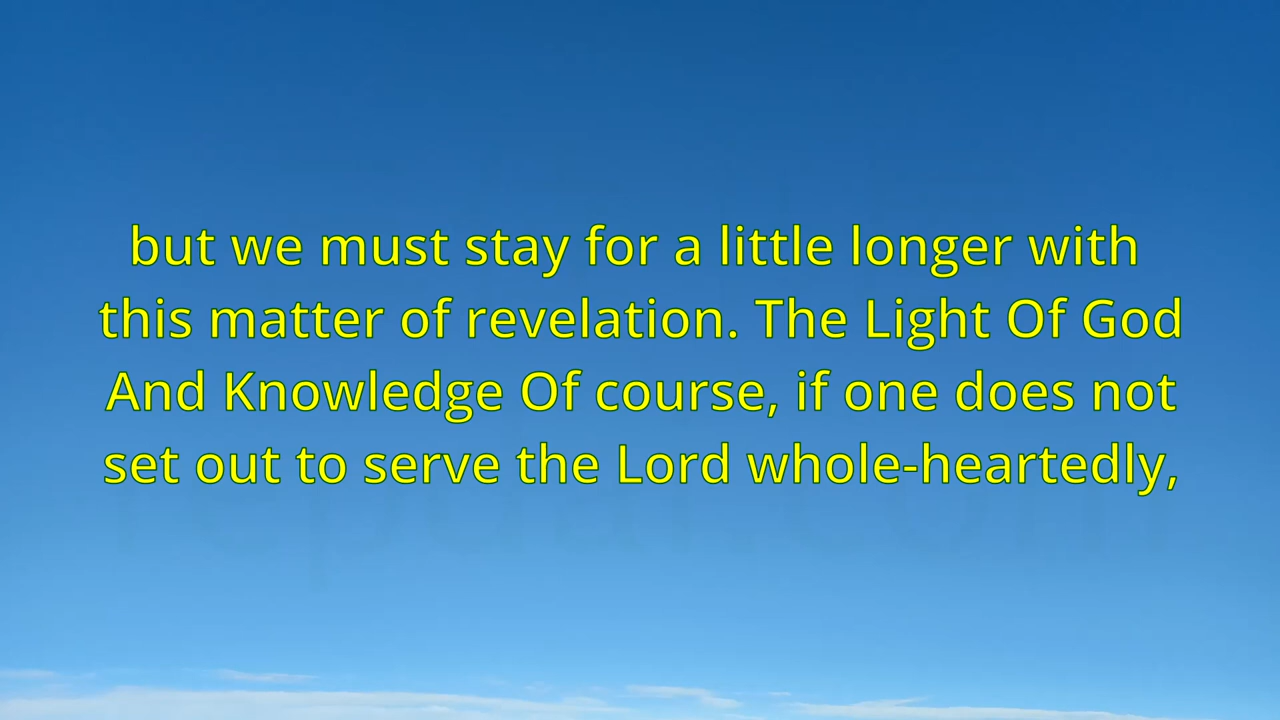 but we must stay for a little longer with
this matter of revelation. The Light Of God
And Knowledge Of course, if one does not
set out to serve the Lord whole-heartedly,